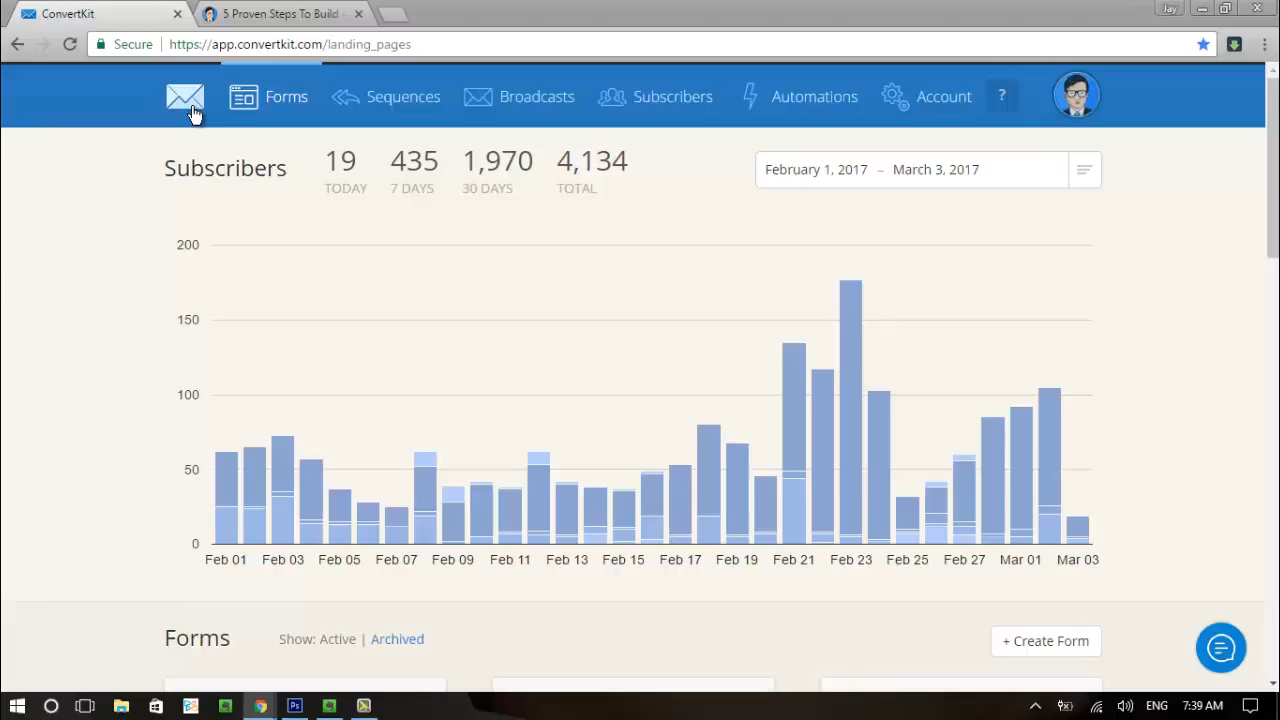 ConvertKit
5 Proven Steps To Build
Jay
Secure
https://app.convertkit.com/landing_pages
Forms
Sequences
Broadcasts
Subscribers
Automations
Account
?
Subscribers
19
TODAY
435
7 DAYS
1,970
30 DAYS
4,134
TOTAL
February 1, 2017 – March 3, 2017
200
150
100
50
0
Feb 01 Feb 03 Feb 05 Feb 07 Feb 09 Feb 11 Feb 13 Feb 15 Feb 17 Feb 19 Feb 21 Feb 23 Feb 25 Feb 27 Mar 01 Mar 03
Forms
Show: Active | Archived
+ Create Form
Ps
ENG
7:39 AM